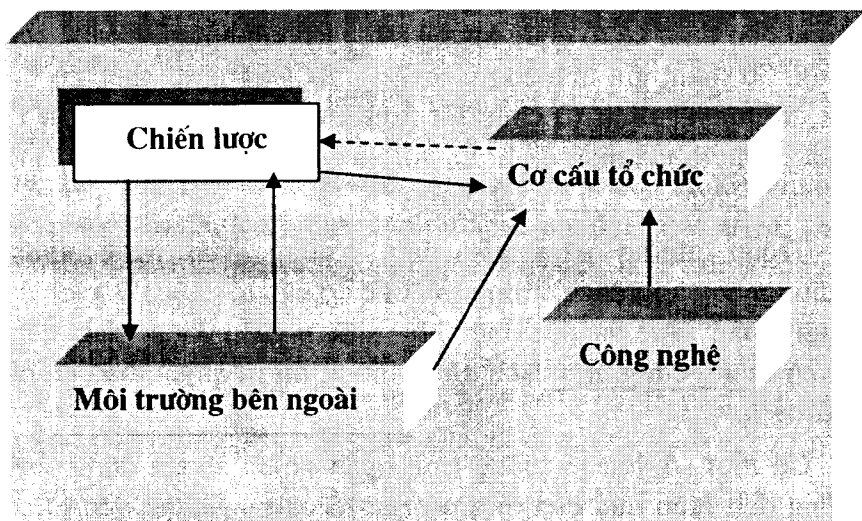 Chiến lược
Cơ cấu tổ chức
Công nghệ
Môi trường bên ngoài